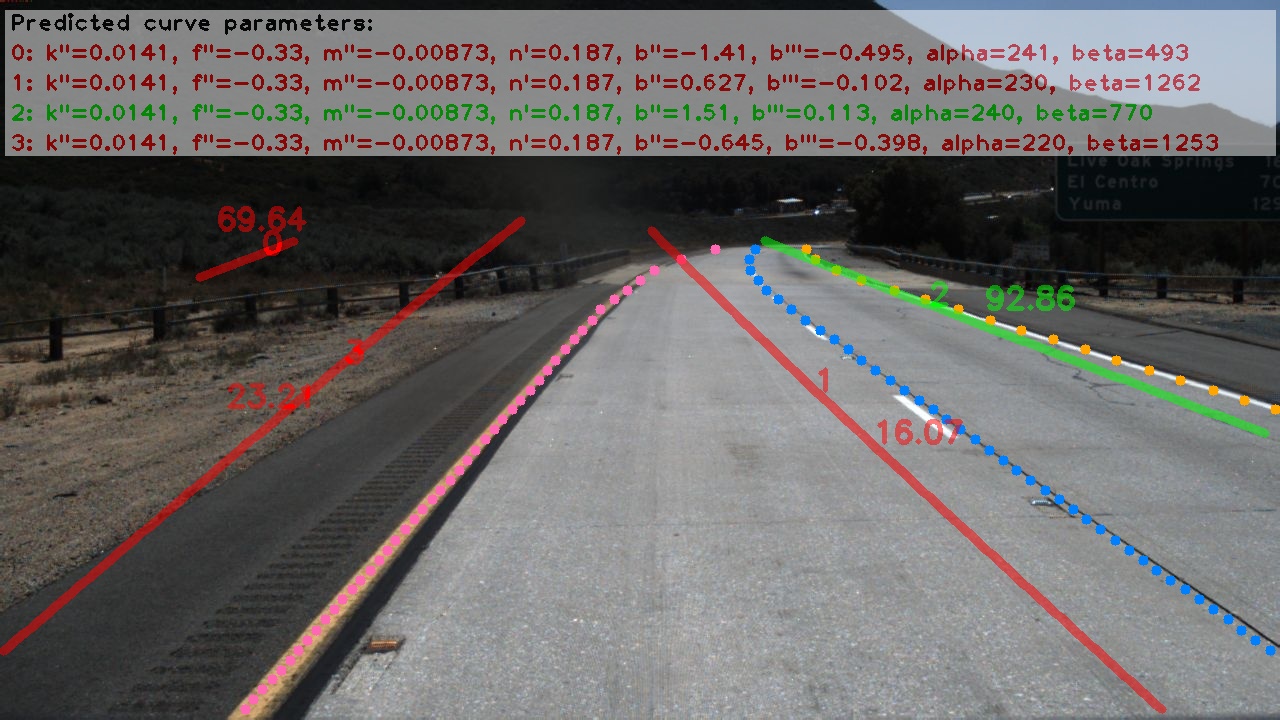 Predicted curve parameters:
0: k''=0.0141, f''=-0.33, m''=-0.00873, n'=0.187, b''=-1.41, b'''=-0.495, alpha=241, beta=493
1: k''=0.0141, f''=-0.33, m''=-0.00873, n'=0.187, b''=0.627, b'''=-0.102, alpha=230, beta=1262
2: k''=0.0141, f''=-0.33, m''=-0.00873, n'=0.187, b''=1.51, b'''=0.113, alpha=240, beta=770
3: k''=0.0141, f''=-0.33, m''=-0.00873, n'=0.187, b''=-0.645, b'''=-0.398, alpha=220, beta=1253
Live Oak Springs
El Centro
Yuma
69.64
0
2 92.86
3
1
23.21
16.07